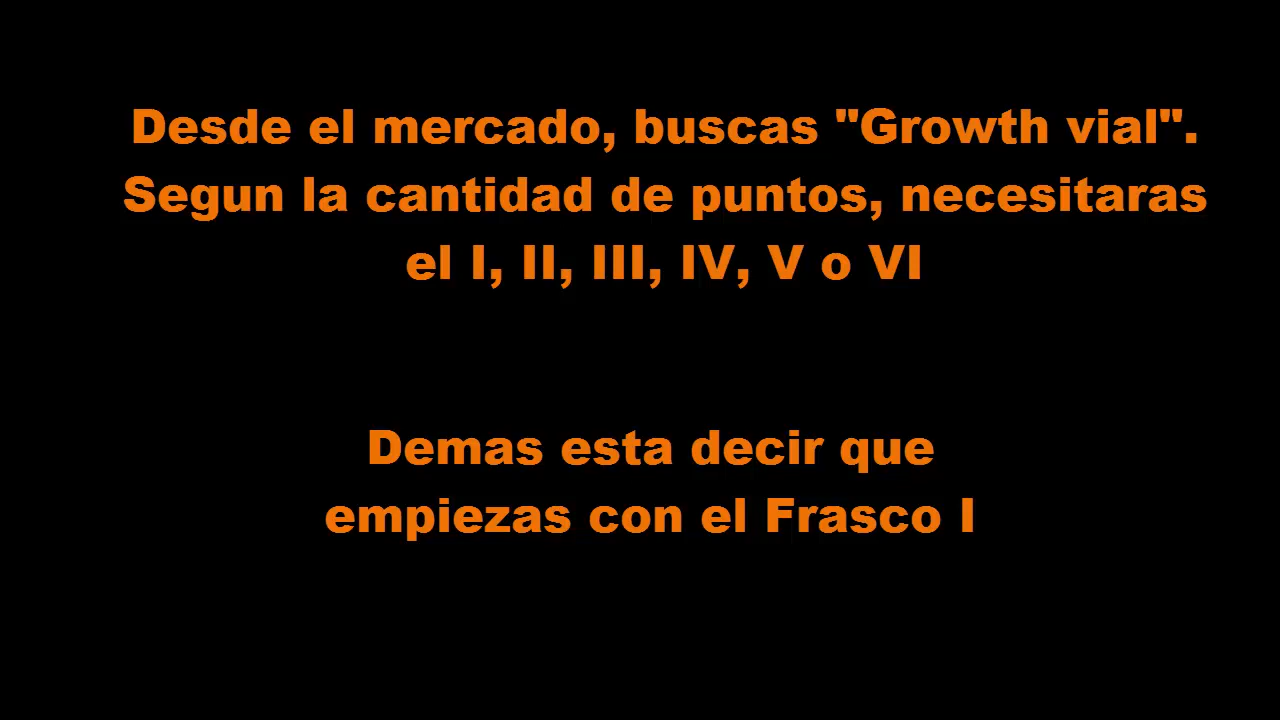 Desde el mercado, buscas "Growth vial".
Segun la cantidad de puntos, necesitaras
el I, II, III, IV, V o VI
Demas esta decir que
empiezas con el Frasco I